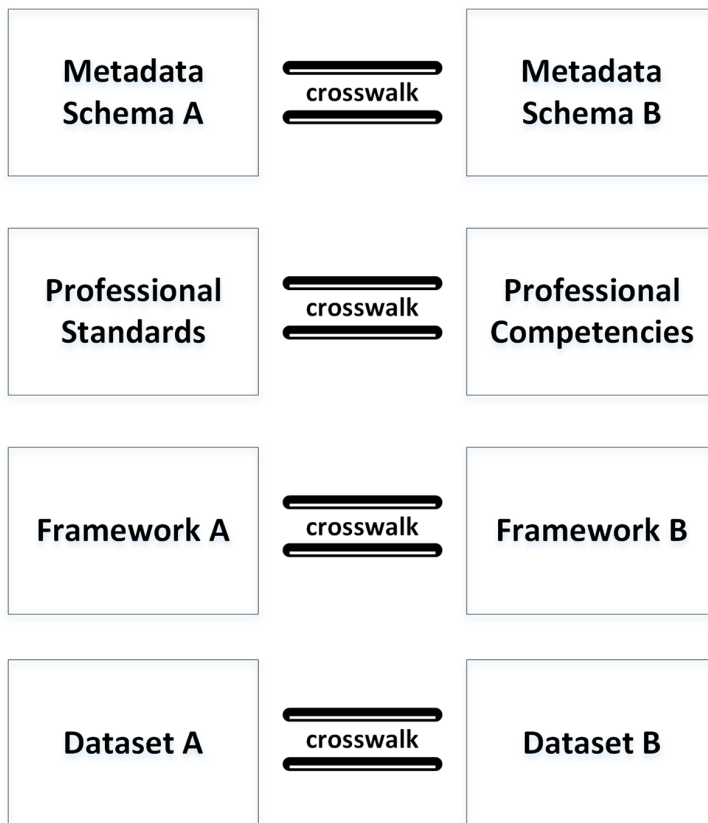 Metadata
Schema A
crosswalk
Metadata
Schema B
Professional
Standards
crosswalk
Professional
Competencies
Framework A
crosswalk
Framework B
Dataset A
crosswalk
Dataset B